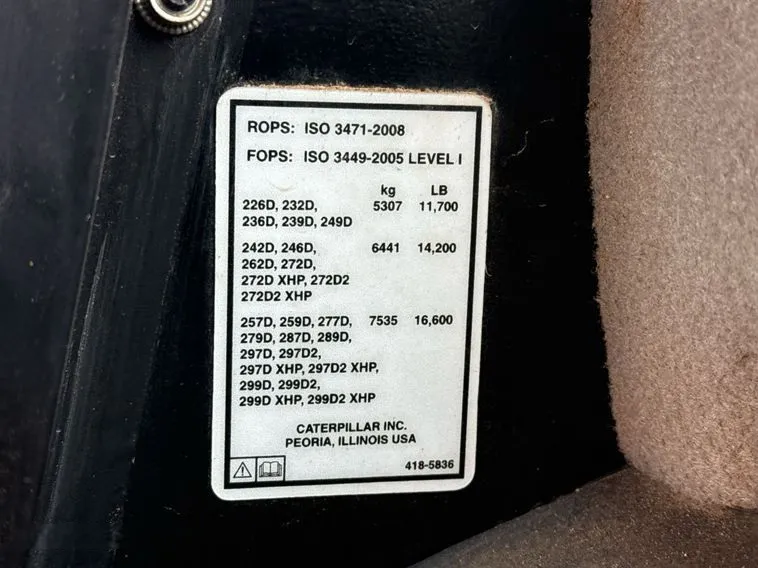 ROPS: ISO 3471-2008
FOPS: ISO 3449-2005 LEVEL I
kg LB
226D, 232D, 5307 11,700
236D, 239D, 249D
242D, 246D, 6441 14,200
262D, 272D,
272D XHP, 272D2
272D2 XHP
257D, 259D, 277D, 7535 16,600
279D, 287D, 289D,
297D, 297D2,
297D XHP, 297D2 XHP,
299D, 299D2,
299D XHP, 299D2 XHP
CATERPILLAR INC.
PEORIA, ILLINOIS USA
418-5836